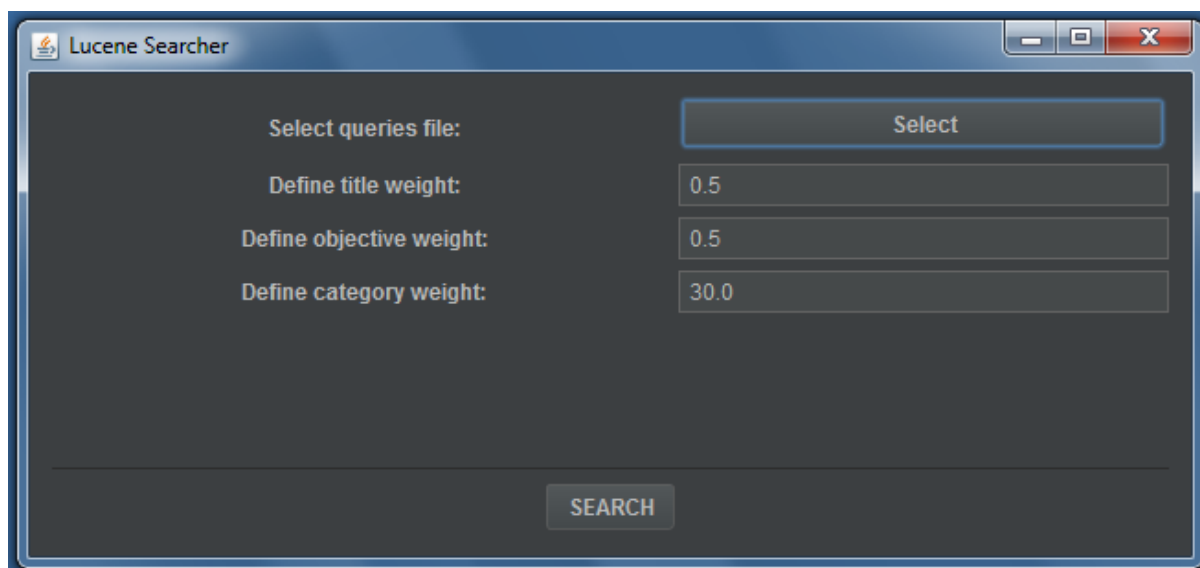 Lucene Searcher
Select queries file: Select
Define title weight: 0.5
Define objective weight: 0.5
Define category weight: 30.0
SEARCH